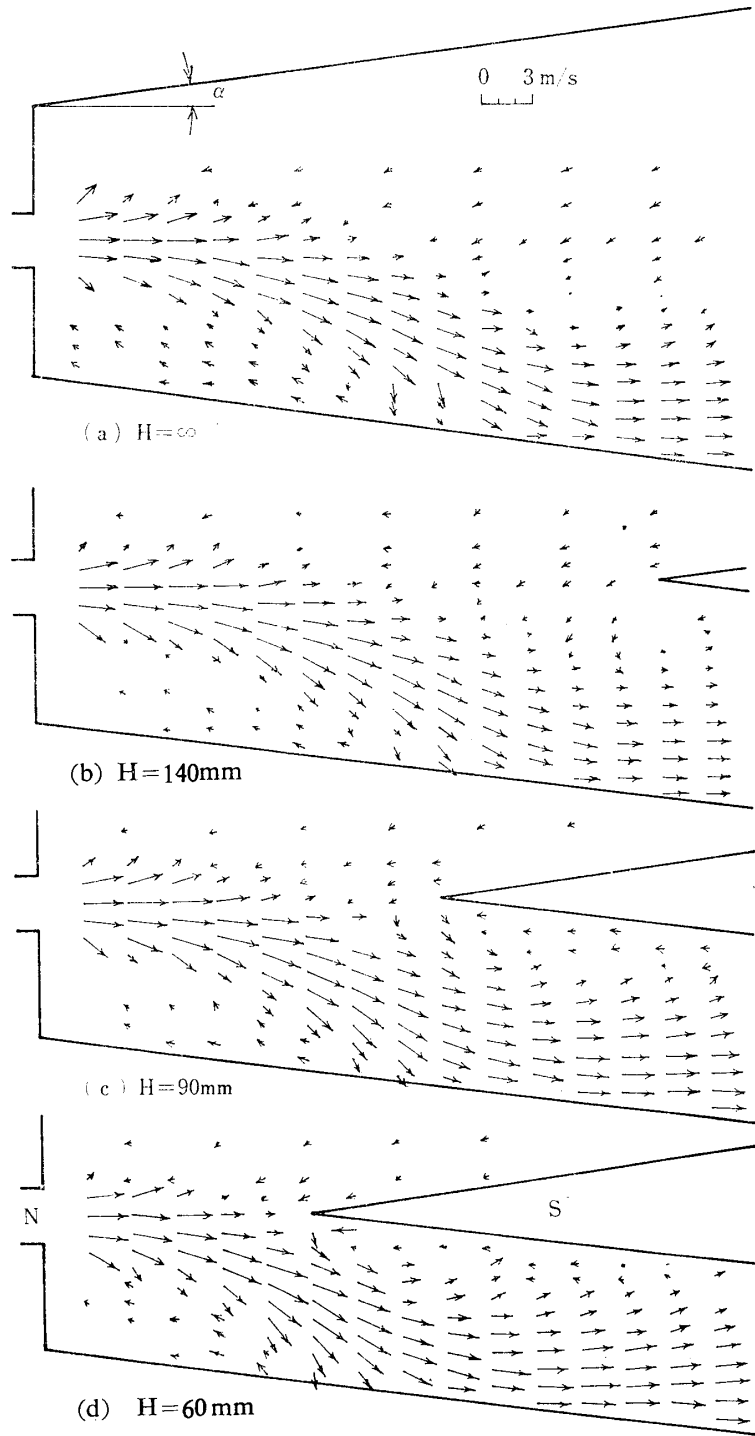 α
0 3 m/s
(a) H=∞
(b) H=140mm
(c) H=90mm
N
S
(d) H=60mm